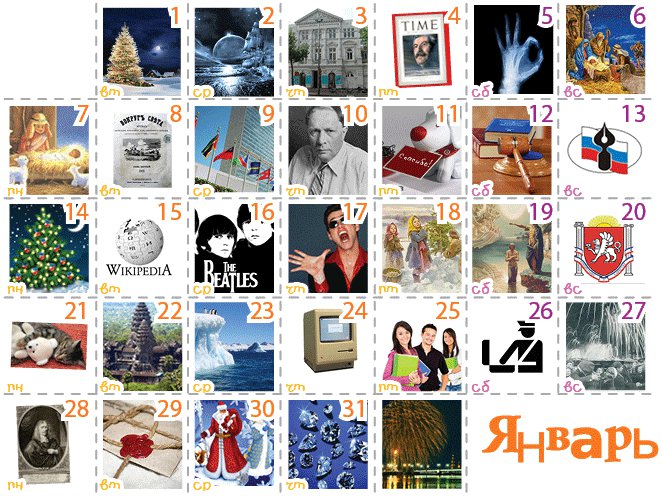 1 2 3 4 5 6
TIME
вт ср чт пт сб вс
7 8 9 10 11 12 13
ВОКРУГЪ СВѢТА
Спасибо!
пн вт ср чт пт сб вс
14 15 16 17 18 19 20
WIKIPEDIA
THE
BEATLES
пн вт ср чт пт сб вс
21 22 23 24 25 26 27
пн вт ср чт пт сб вс
28 29 30 31
Январь
пн вт ср чт